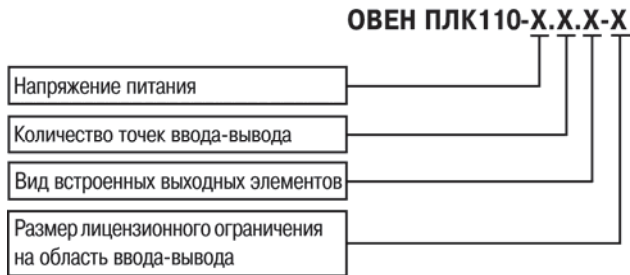 ОВЕН ПЛК110-Х.Х.Х-Х
Напряжение питания
Количество точек ввода-вывода
Вид встроенных выходных элементов
Размер лицензионного ограничения
на область ввода-вывода